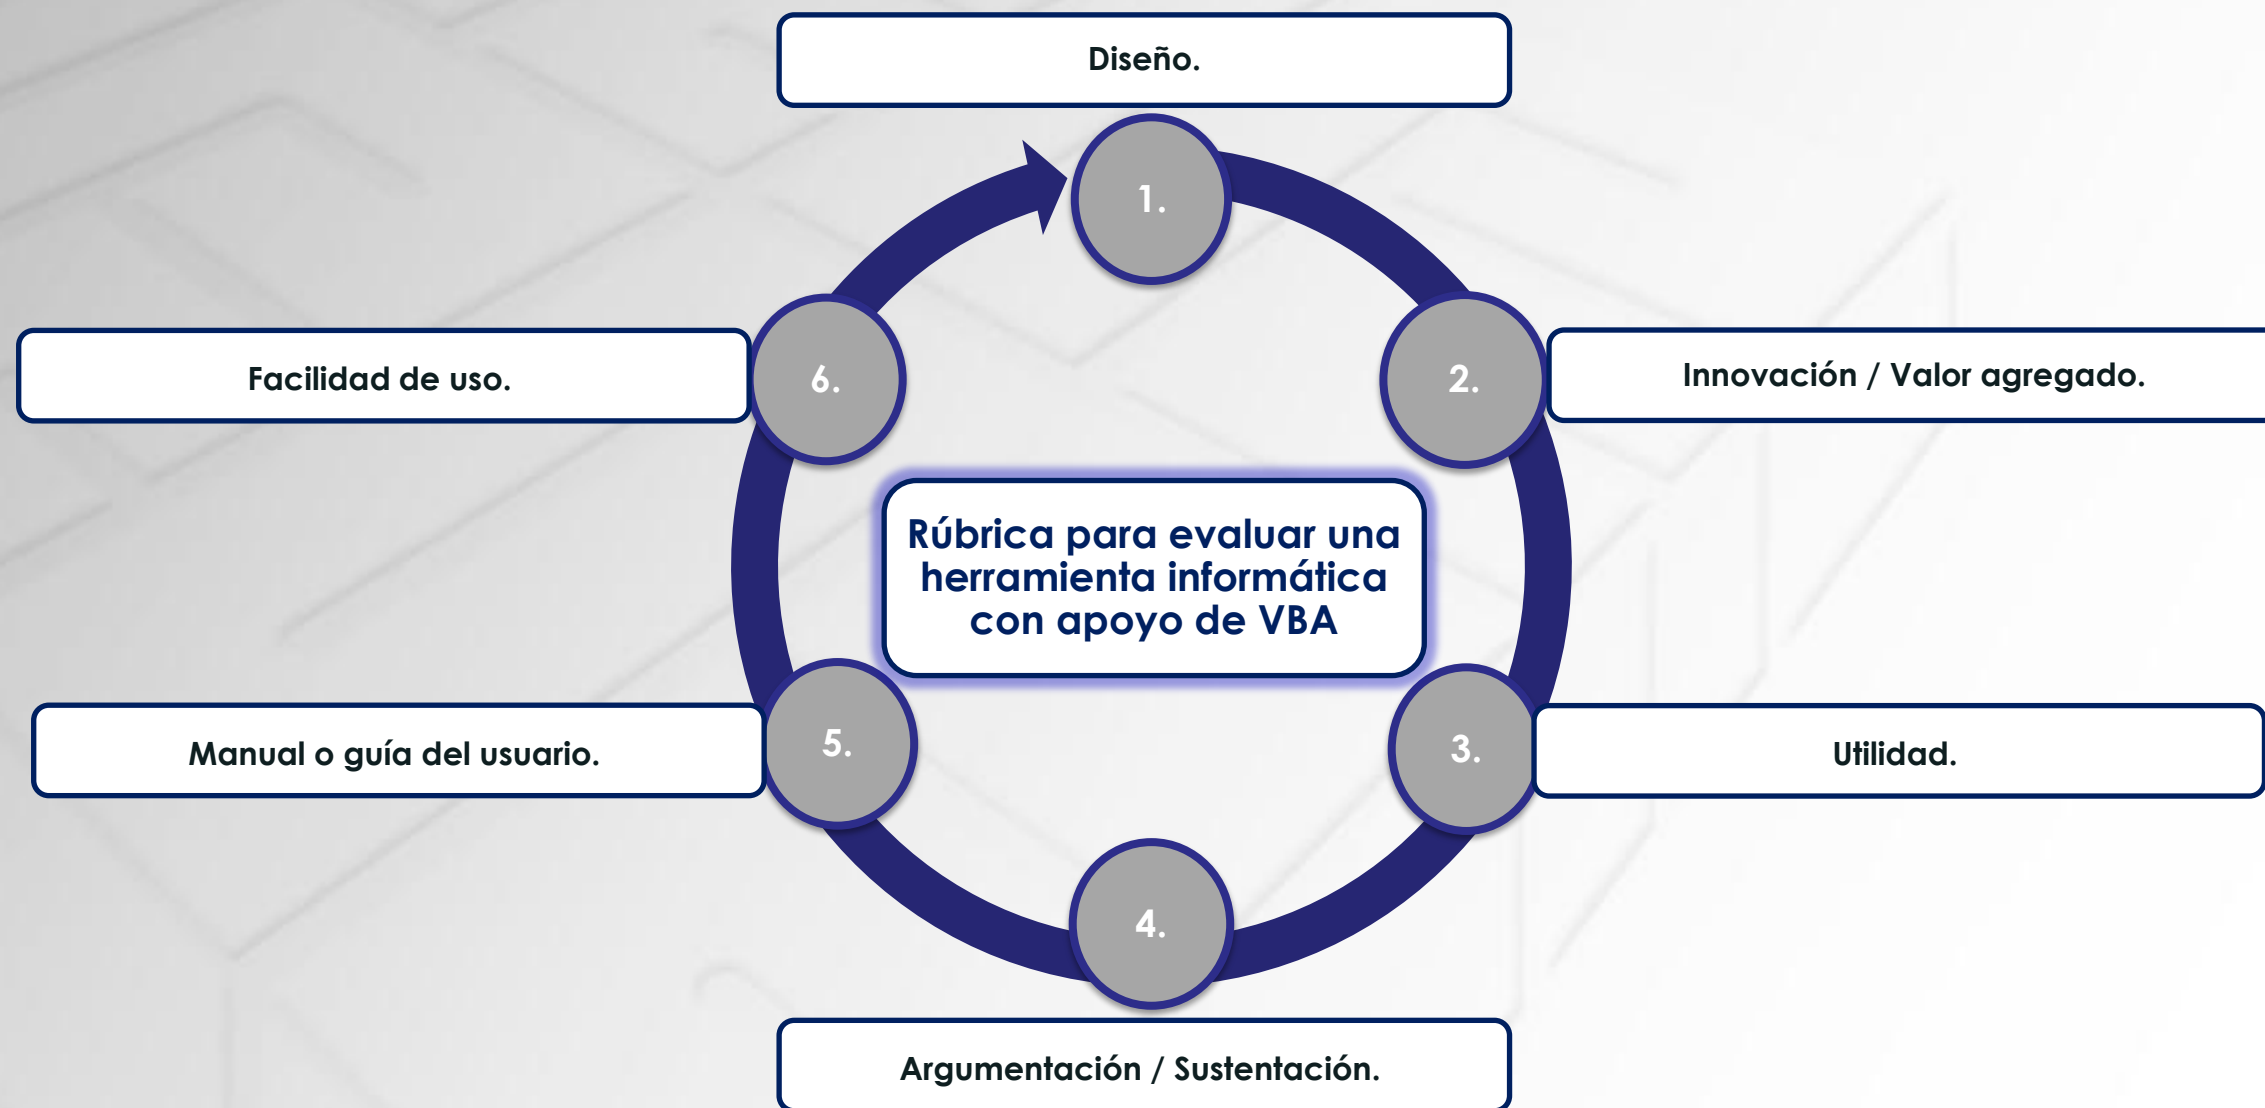 Diseño.
1.
2.
Innovación / Valor agregado.
3.
Utilidad.
4.
Argumentación / Sustentación.
5.
Manual o guía del usuario.
6.
Facilidad de uso.
Rúbrica para evaluar una
herramienta informática
con apoyo de VBA